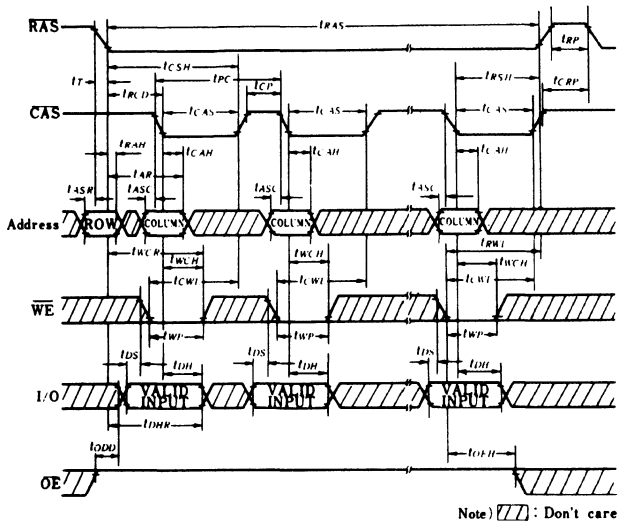 RAS
tRAS
tRP
tCSH
tPC
tT
tRCD
tCP
tRSH
tCRP
CAS
tCAS
tCAS
tCAS
tRAH
tAR
tCAH
tCAH
tCAH
tASR
tASC
tASC
tASC
Address
ROW
COLUMN
COLUMN
COLUMN
tWCR
tRWL
tWCH
tWCH
tWCH
tCWL
tCWL
tCWL
WE
tWP
tWP
tWP
tDS
tDH
tDS
tDH
tDS
tDH
I/O
VALID INPUT
VALID INPUT
VALID INPUT
tDHR
tODD
tOEH
OE
Note) : Don't care